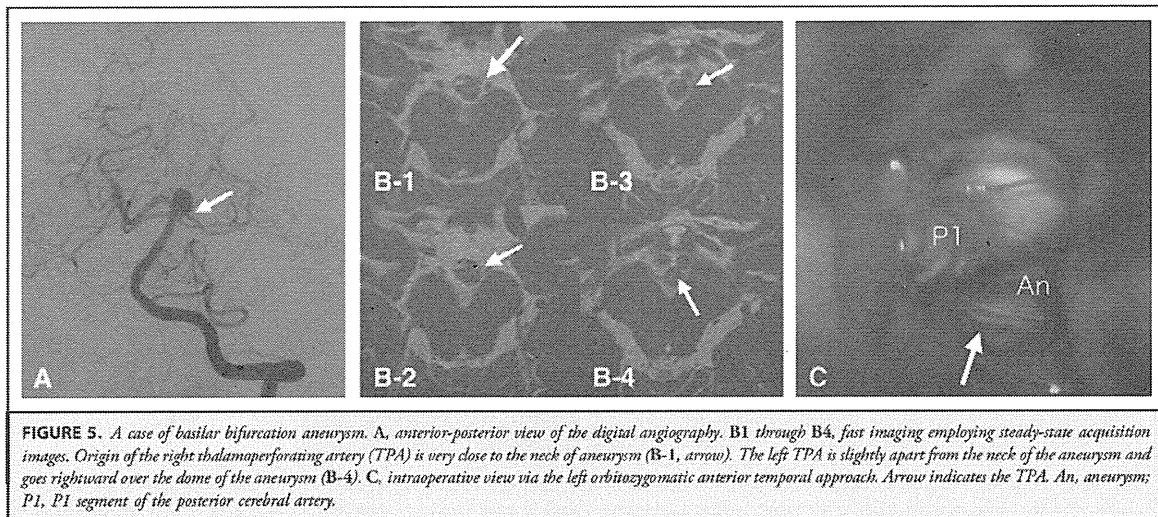 A
B-1
B-3
B-2
B-4
P1
An
C
FIGURE 5. A case of basilar bifurcation aneurysm. A, anterior-posterior view of the digital angiography. B1 through B4, fast imaging employing steady-state acquisition
images. Origin of the right thalamoperforating artery (TPA) is very close to the neck of aneurysm (B-1, arrow). The left TPA is slightly apart from the neck of the aneurysm and
goes rightward over the dome of the aneurysm (B-4). C, intraoperative view via the left orbitozygomatic anterior temporal approach. Arrow indicates the TPA. An, aneurysm;
P1, P1 segment of the posterior cerebral artery.